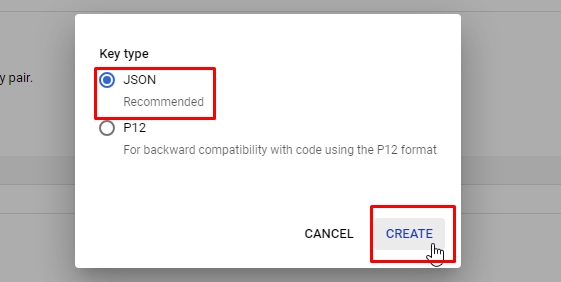 Key type
y pair.
JSON
Recommended
P12
For backward compatibility with code using the P12 format
CANCEL CREATE